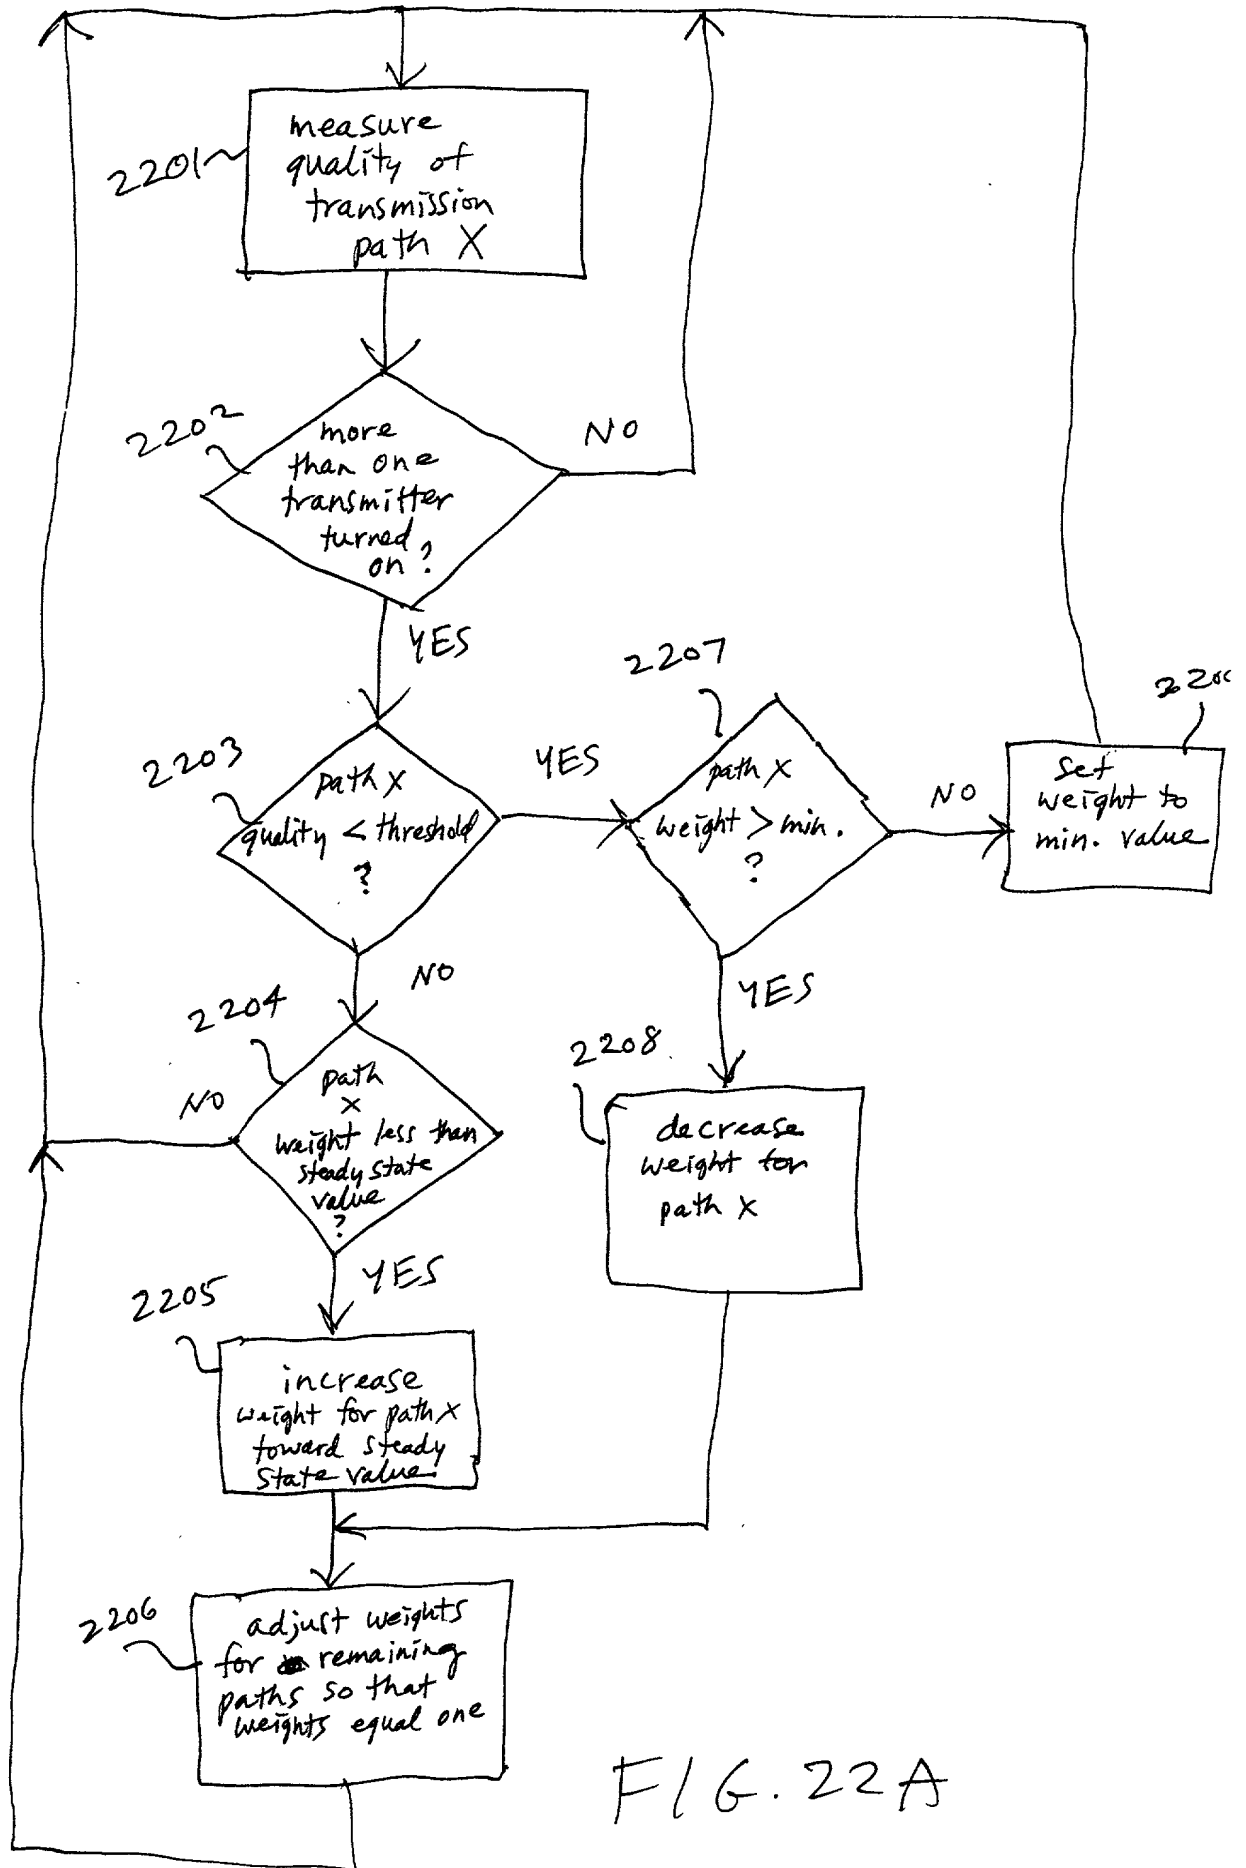 2201
measure
quality of
transmission
path X
2202
more
than one
transmitter
turned
on?
NO
YES
2203
path X
quality < threshold
?
YES
2207
path X
weight > min.
?
NO
set
weight to
min. value
NO
2204
path
X
weight less than
steady state
value
?
NO
YES
YES
2208
decrease
weight for
path X
2205
increase
weight for path X
toward steady
state value.
2206
adjust weights
for remaining
paths so that
weights equal one
FIG. 22A